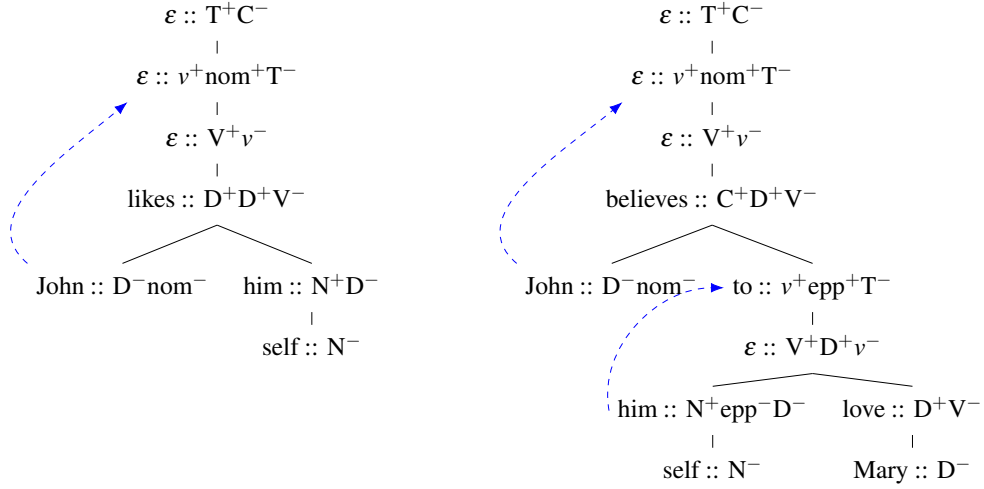 ε :: T⁺C⁻
ε :: v⁺nom⁺T⁻
ε :: V⁺v⁻
likes :: D⁺D⁺V⁻
John :: D⁻nom⁻ him :: N⁺D⁻
self :: N⁻
ε :: T⁺C⁻
ε :: v⁺nom⁺T⁻
ε :: V⁺v⁻
believes :: C⁺D⁺V⁻
John :: D⁻nom⁻ to :: v⁺epp⁺T⁻
ε :: V⁺D⁺v⁻
him :: N⁺epp⁻D⁻ love :: D⁺V⁻
self :: N⁻ Mary :: D⁻